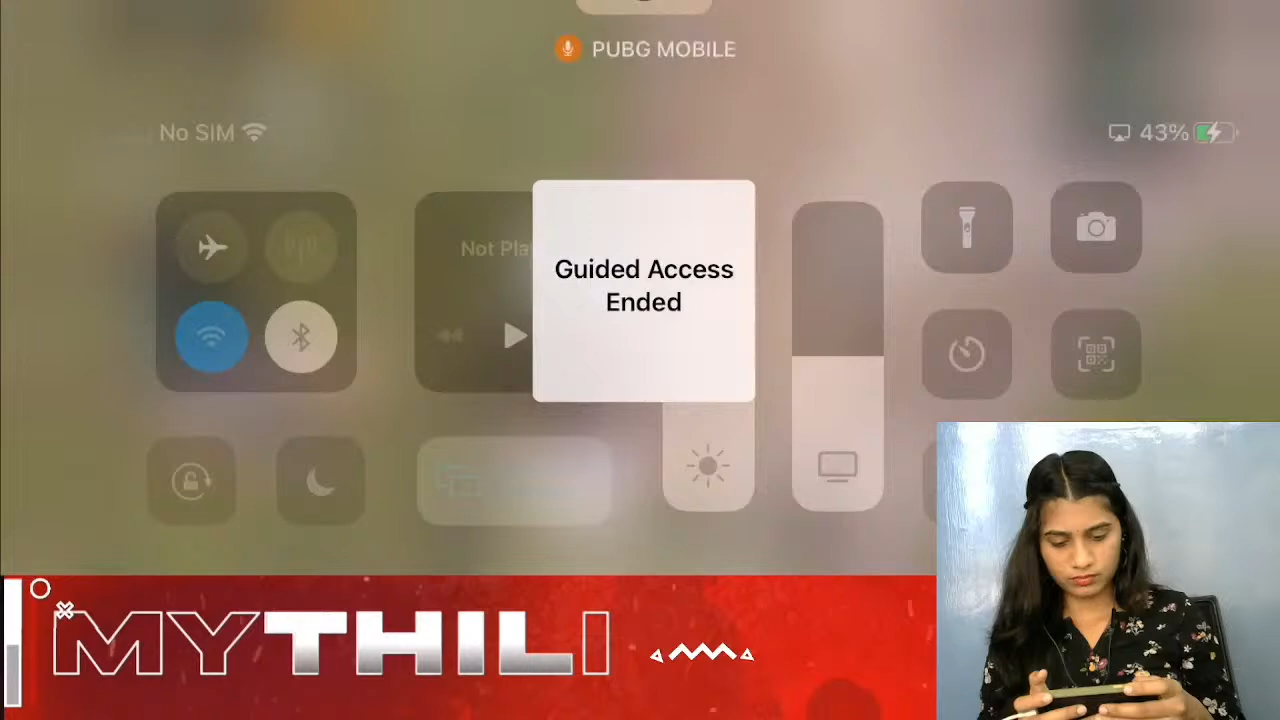 PUBG MOBILE
No SIM
43%
Not Pla
Guided Access
Ended
MYTHILI